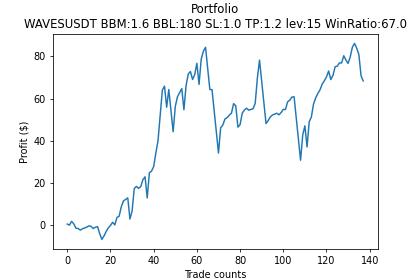 Portfolio
WAVESUSDT BBM:1.6 BBL:180 SL:1.0 TP:1.2 lev:15 WinRatio:67.0
Profit ($)
80
60
40
20
0
0 20 40 60 80 100 120 140
Trade counts